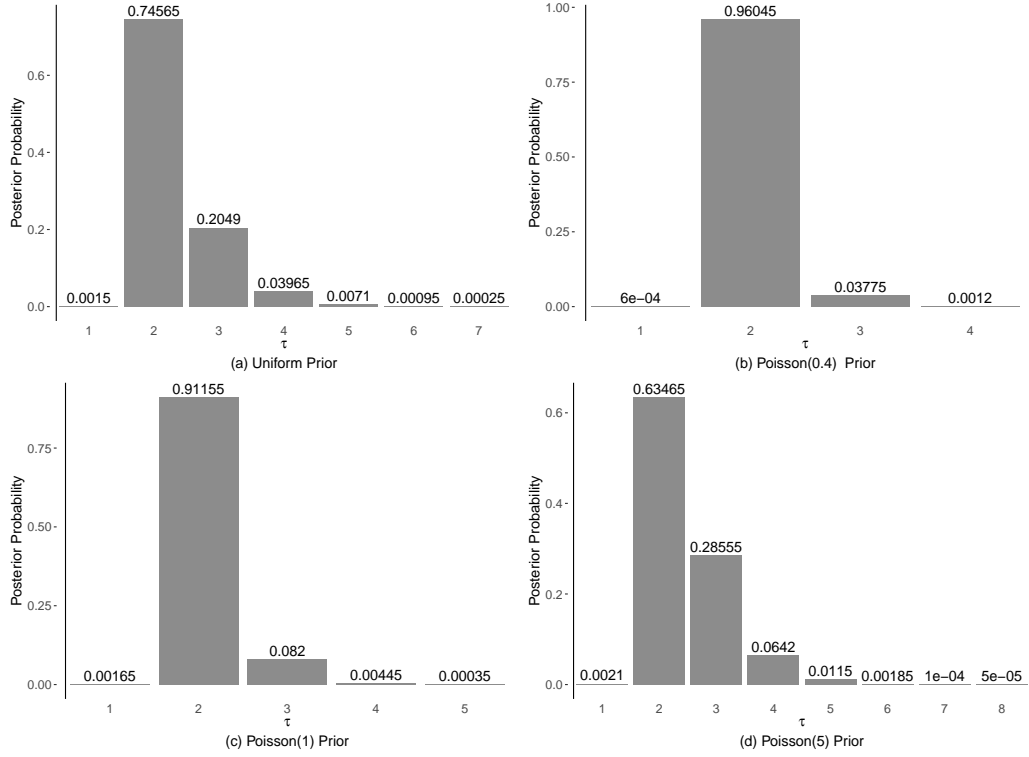 Posterior Probability
0.6
0.4
0.2
0.0
0.0015
0.74565
0.2049
0.03965
0.0071
0.00095
0.00025
1 2 3 4 5 6 7
τ
(a) Uniform Prior
Posterior Probability
1.00
0.75
0.50
0.25
0.00
6e−04
0.96045
0.03775
0.0012
1 2 3 4
τ
(b) Poisson(0.4) Prior
Posterior Probability
0.75
0.50
0.25
0.00
0.00165
0.91155
0.082
0.00445
0.00035
1 2 3 4 5
τ
(c) Poisson(1) Prior
Posterior Probability
0.6
0.4
0.2
0.0
0.0021
0.63465
0.28555
0.0642
0.0115
0.00185
1e−04
5e−05
1 2 3 4 5 6 7 8
τ
(d) Poisson(5) Prior